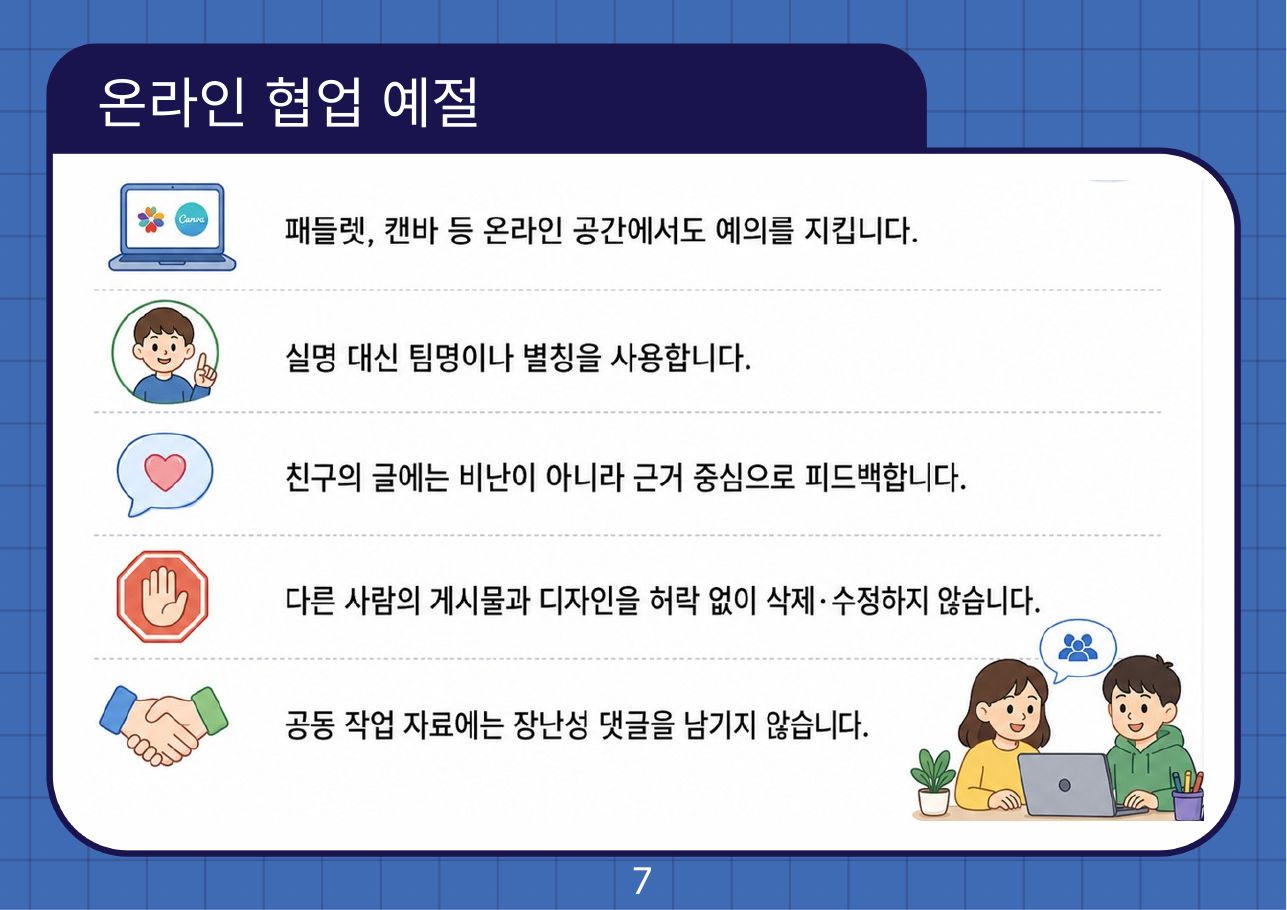 온라인 협업 예절
Canva
패들렛, 캔바 등 온라인 공간에서도 예의를 지킵니다.
실명 대신 팀명이나 별칭을 사용합니다.
친구의 글에는 비난이 아니라 근거 중심으로 피드백합니다.
다른 사람의 게시물과 디자인을 허락 없이 삭제·수정하지 않습니다.
공동 작업 자료에는 장난성 댓글을 남기지 않습니다.
7